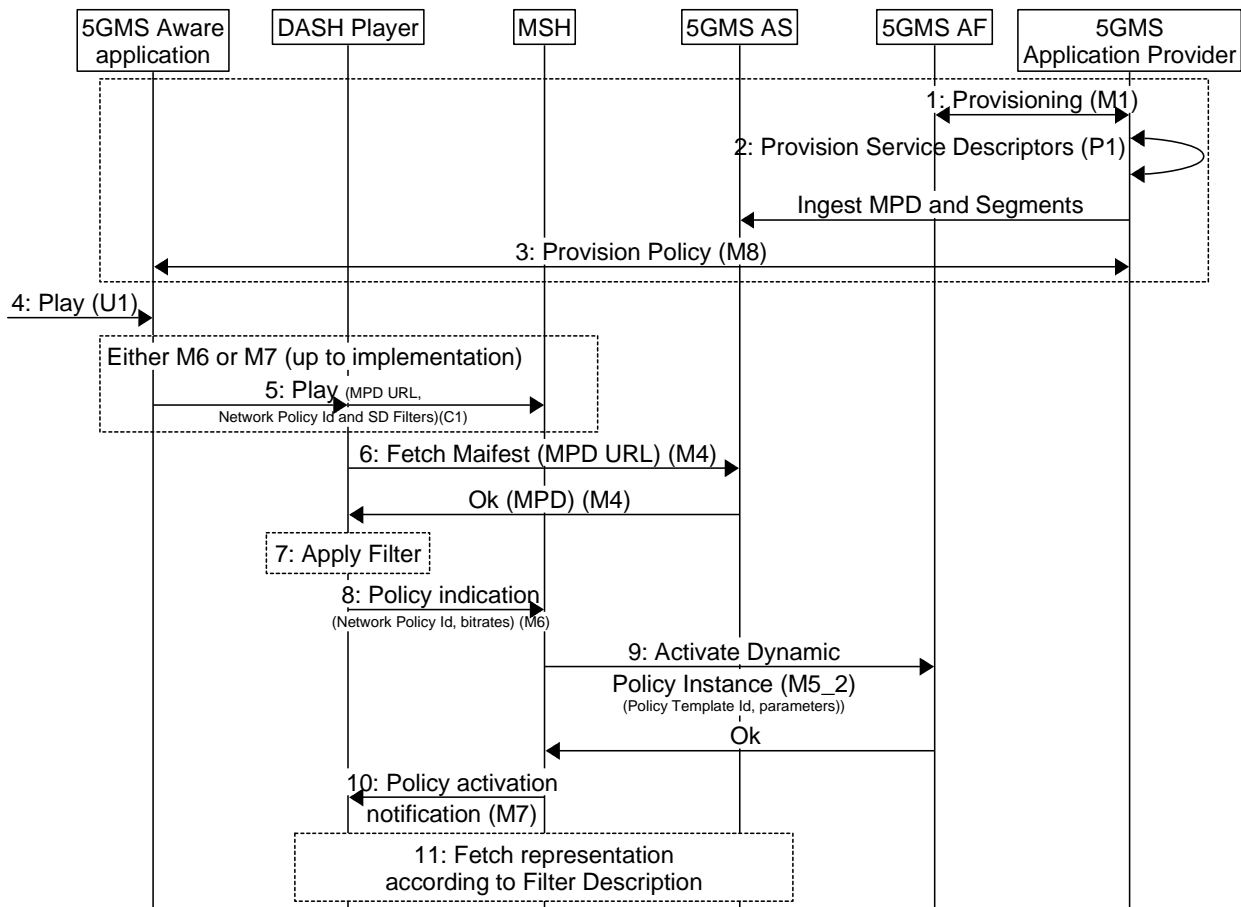 5GMS Aware
application
DASH Player
MSH
5GMS AS
5GMS AF
5GMS
Application Provider
1: Provisioning (M1)
2: Provision Service Descriptors (P1)
Ingest MPD and Segments
3: Provision Policy (M8)
4: Play (U1)
Either M6 or M7 (up to implementation)
5: Play (MPD URL,
Network Policy Id and SD Filters)(C1)
6: Fetch Maifest (MPD URL) (M4)
Ok (MPD) (M4)
7: Apply Filter
8: Policy indication
(Network Policy Id, bitrates) (M6)
9: Activate Dynamic
Policy Instance (M5_2)
(Policy Template Id, parameters))
Ok
10: Policy activation
notification (M7)
11: Fetch representation
according to Filter Description